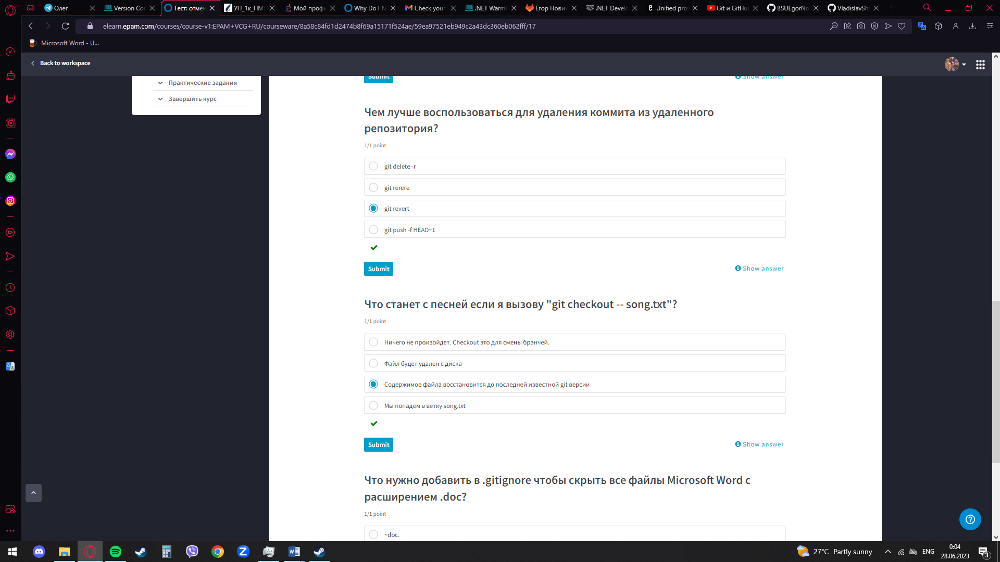 Олег
Version Co
Тест: отмен
УП_1к_ПМ
Мой проф
Why Do I N
Check your
.NET Warm
Егор Нови
.NET Develo
Unified pro
Git и GitHu
BSUEgorNo
VladislavSh
elearn.epam.com/courses/course-v1:EPAM+VCG+RU/courseware/8a58c84fd1d2474b8f69a15171f524ae/59ea97521eb949c2a43dc360eb062fff/17
Microsoft Word - U...
Back to workspace
Практические задания
Завершить курс
Submit
Show answer
Чем лучше воспользоваться для удаления коммита из удаленного
репозитория?
1/1 point
git delete -r
git rerere
git revert
git push -f HEAD~1
Submit
Show answer
Что станет с песней если я вызову "git checkout -- song.txt"?
1/1 point
Ничего не произойдет. Checkout это для смены бранчей.
Файл будет удален с диска
Содержимое файла восстановится до последней известной git версии
Мы попадем в ветку song.txt
Submit
Show answer
Что нужно добавить в .gitignore чтобы скрыть все файлы Microsoft Word с
расширением .doc?
1/1 point
~doc.
27°C Partly sunny
ENG
0:04
28.06.2023
3